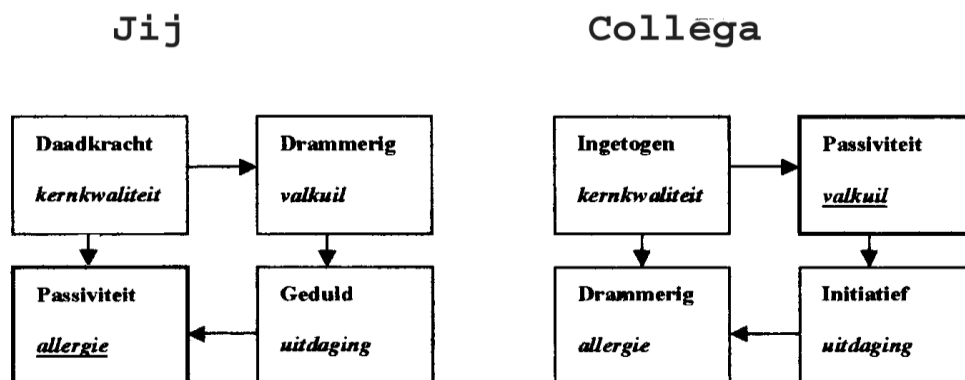 Jij
Collega
Daadkracht
kernkwaliteit
Drammerig
valkuil
Passiviteit
allergie
Geduld
uitdaging
Ingetogen
kernkwaliteit
Passiviteit
valkuil
Drammerig
allergie
Initiatief
uitdaging